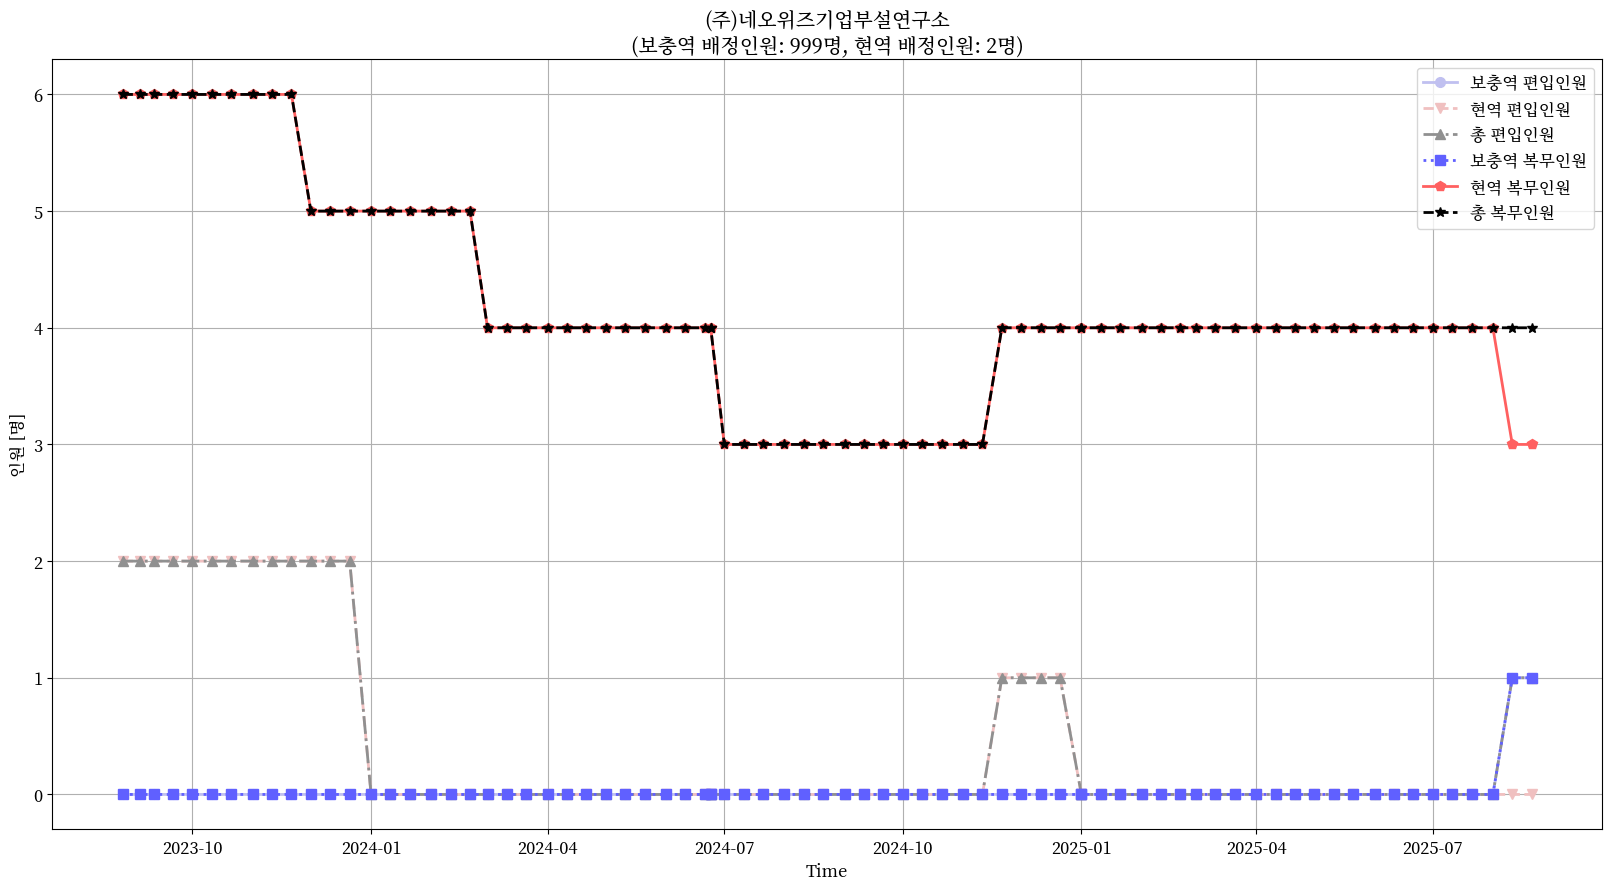 (주)네오위즈기업부설연구소
(보충역 배정인원: 999명, 현역 배정인원: 2명)
보충역 편입인원
현역 편입인원
총 편입인원
보충역 복무인원
현역 복무인원
총 복무인원
인원 [명]
6
5
4
3
2
1
0
2023-10
2024-01
2024-04
2024-07
2024-10
2025-01
2025-04
2025-07
Time